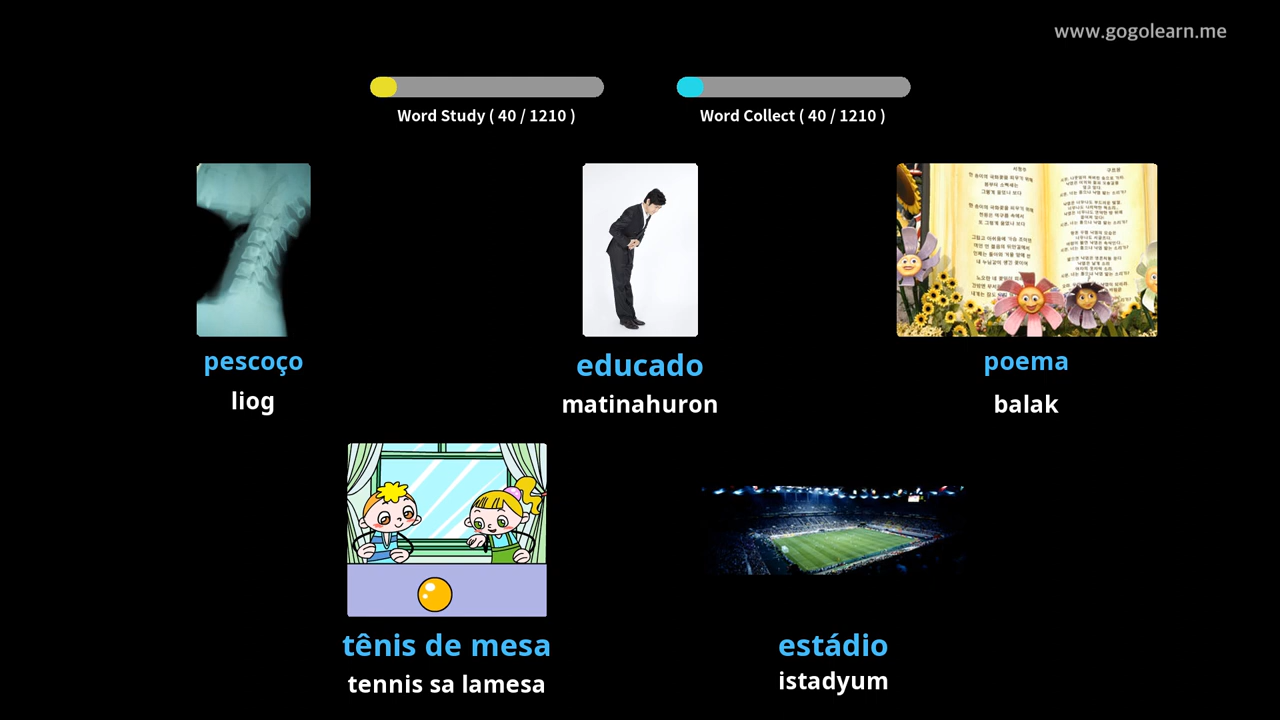 www.gogolearn.me
Word Study ( 40 / 1210 )
Word Collect ( 40 / 1210 )
pescoço
liog
educado
matinahuron
poema
balak
tênis de mesa
tennis sa lamesa
estádio
istadyum